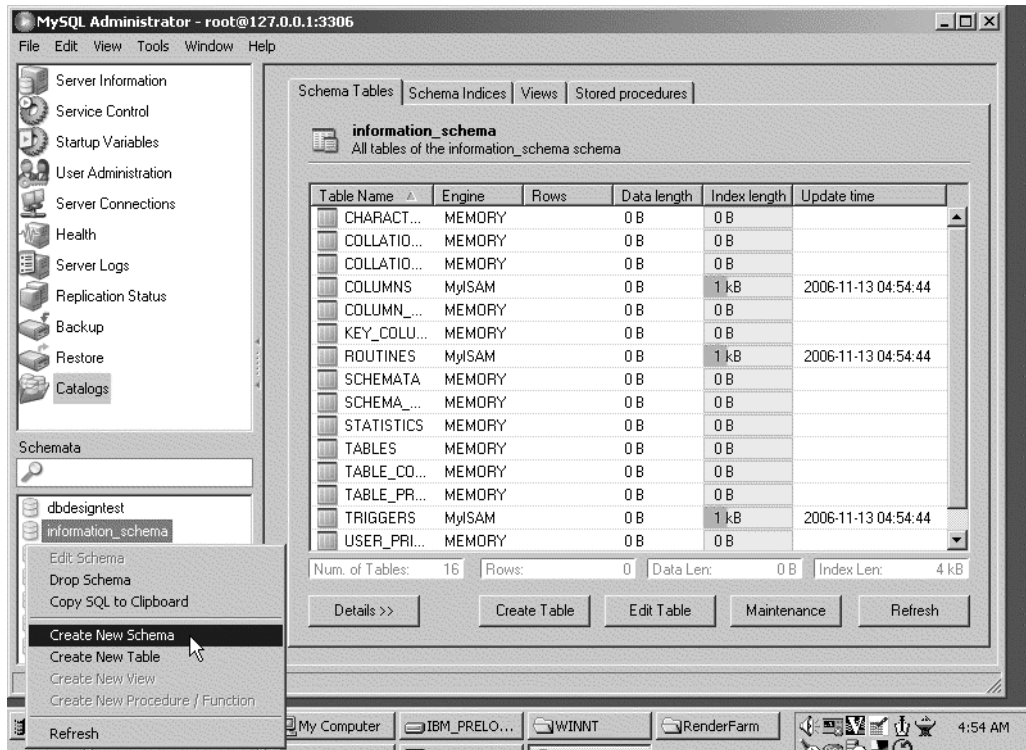 MySQL Administrator - root@127.0.0.1:3306
File Edit View Tools Window Help
Server Information
Service Control
Startup Variables
User Administration
Server Connections
Health
Server Logs
Replication Status
Backup
Restore
Catalogs
Schemata
dbdesigntest
information_schema
Edit Schema
Drop Schema
Copy SQL to Clipboard
Create New Schema
Create New Table
Create New View
Create New Procedure / Function
Refresh
Schema Tables Schema Indices Views Stored procedures
information_schema
All tables of the information_schema schema
Table Name Engine Rows Data length Index length Update time
CHARACT... MEMORY 0 B 0 B
COLLATIO... MEMORY 0 B 0 B
COLLATIO... MEMORY 0 B 0 B
COLUMNS MyISAM 0 B 1 kB 2006-11-13 04:54:44
COLUMN_... MEMORY 0 B 0 B
KEY_COLU... MEMORY 0 B 0 B
ROUTINES MyISAM 0 B 1 kB 2006-11-13 04:54:44
SCHEMATA MEMORY 0 B 0 B
SCHEMA_... MEMORY 0 B 0 B
STATISTICS MEMORY 0 B 0 B
TABLES MEMORY 0 B 0 B
TABLE_CO... MEMORY 0 B 0 B
TABLE_PR... MEMORY 0 B 0 B
TRIGGERS MyISAM 0 B 1 kB 2006-11-13 04:54:44
USER_PRI... MEMORY 0 B 0 B
Num. of Tables: 16 Rows: 0 Data Len: 0 B Index Len: 4 kB
Details >> Create Table Edit Table Maintenance Refresh
My Computer IBM_PRELO... WINNT RenderFarm 4:54 AM